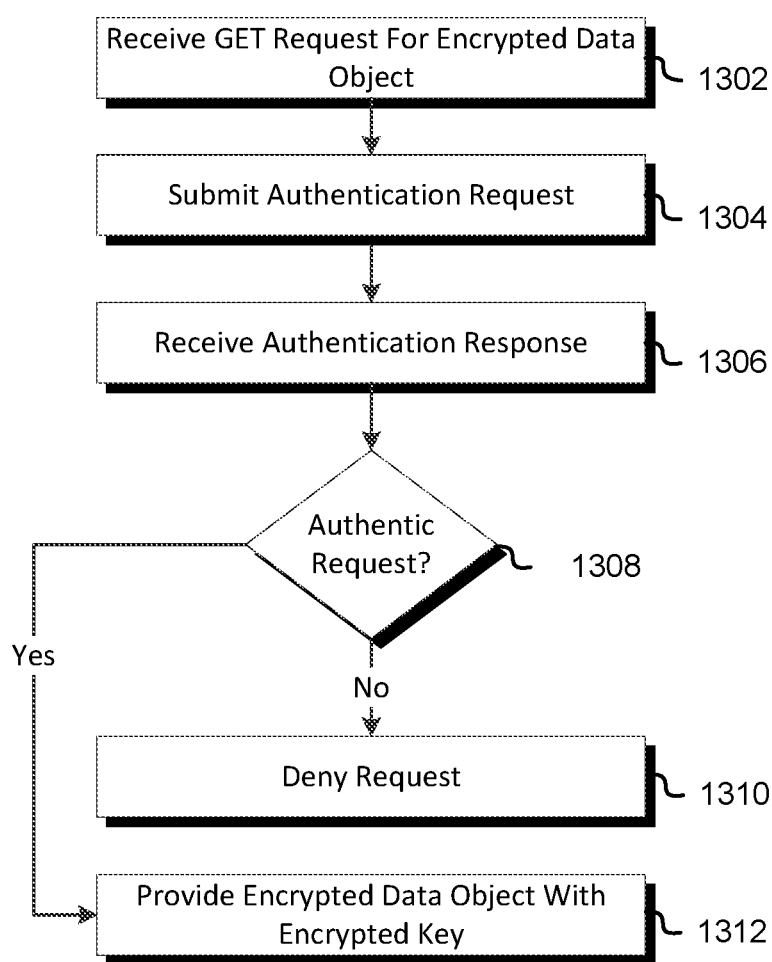 Receive GET Request For Encrypted Data
Object
1302
Submit Authentication Request
1304
Receive Authentication Response
1306
Authentic
Request?
1308
Yes
No
Deny Request
1310
Provide Encrypted Data Object With
Encrypted Key
1312